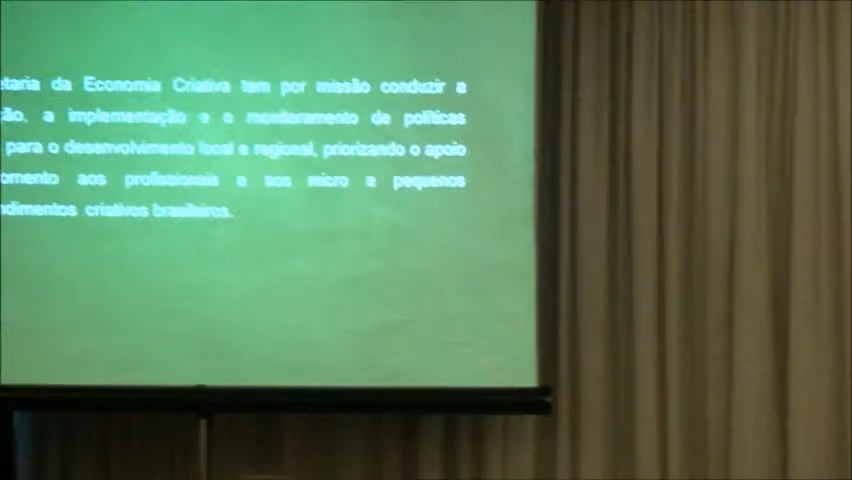 etaria da Economia Criativa tem por missão conduzir a
ção, a implementação e o monitoramento de políticas
para o desenvolvimento local e regional, priorizando o apoio
omento aos profissionais e aos micro e pequenos
ndimentos criativos brasileiros.